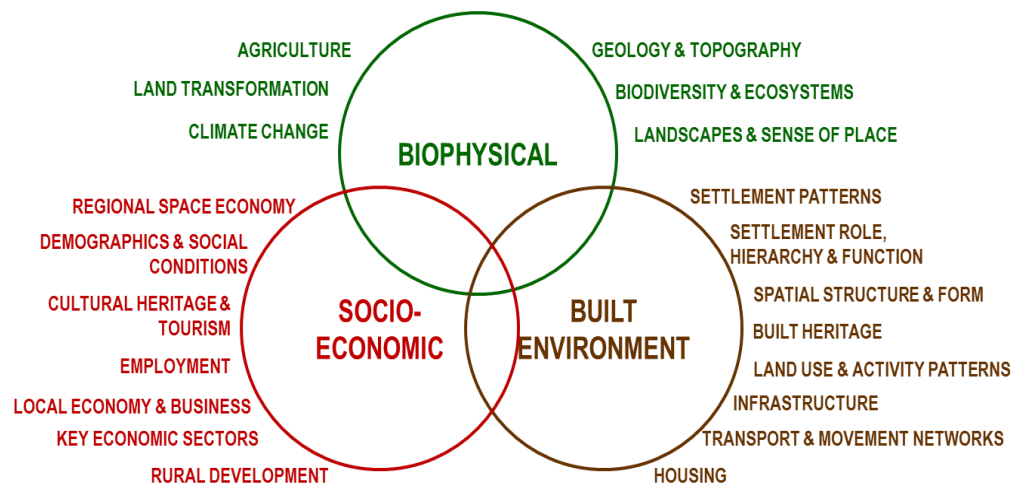 AGRICULTURE
LAND TRANSFORMATION
CLIMATE CHANGE
GEOLOGY & TOPOGRAPHY
BIODIVERSITY & ECOSYSTEMS
LANDSCAPES & SENSE OF PLACE
BIOPHYSICAL
REGIONAL SPACE ECONOMY
DEMOGRAPHICS & SOCIAL
CONDITIONS
CULTURAL HERITAGE &
TOURISM
EMPLOYMENT
LOCAL ECONOMY & BUSINESS
KEY ECONOMIC SECTORS
RURAL DEVELOPMENT
SOCIO-
ECONOMIC
BUILT
ENVIRONMENT
SETTLEMENT PATTERNS
SETTLEMENT ROLE,
HIERARCHY & FUNCTION
SPATIAL STRUCTURE & FORM
BUILT HERITAGE
LAND USE & ACTIVITY PATTERNS
INFRASTRUCTURE
TRANSPORT & MOVEMENT NETWORKS
HOUSING